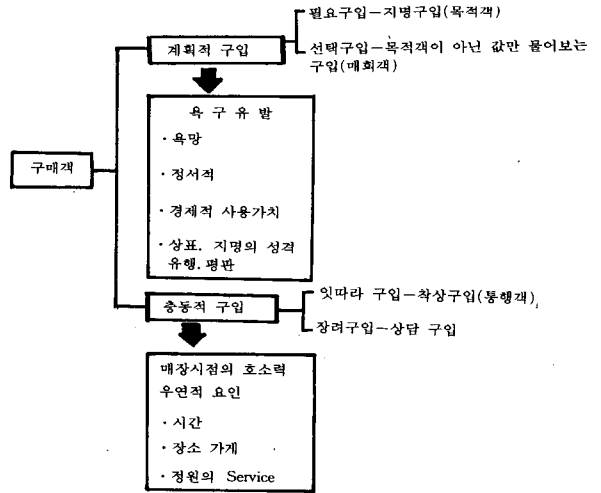 필요구입－지명구입(목적객)
계획적 구입
선택구입－목적객이 아닌 값만 물어보는
구입(매회객)
욕 구 유 발
· 욕망
구매객
· 정서적
· 경제적 사용가치
· 상표. 지명의 성격
유행. 평판
충동적 구입
잇따라 구입－착상구입(통행객)
장려구입－상담 구입
매장시점의 호소력
우연적 요인
· 시간
· 장소 가게
· 정원의 Service